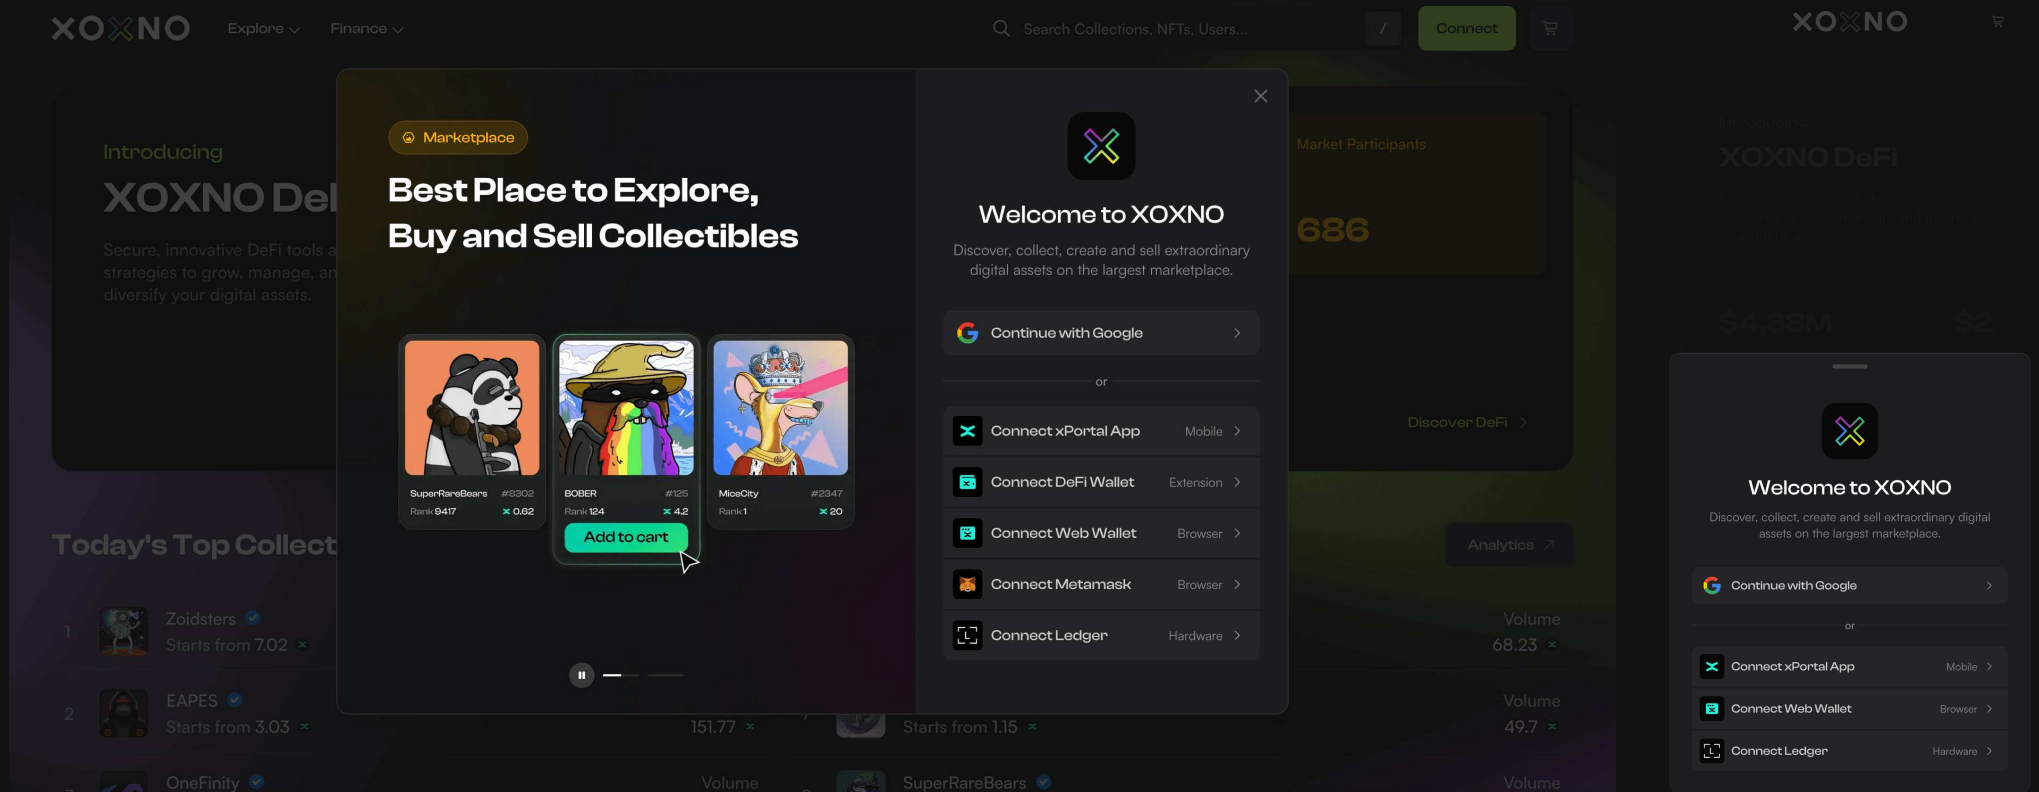 XOXNO
Explore
Finance
Search Collections, NFTs, Users...
/
Connect
Introducing
XOXNO DeF
Secure, innovative DeFi tools a
strategies to grow, manage, an
diversify your digital assets.
Market Participants
686
Discover DeFi
Today's Top Collect
Analytics
1
Zoidsters
Starts from 7.02
Volume
68.23
2
EAPES
Starts from 3.03
151.77
Starts from 1.15
Volume
49.7
OneFinity
Volume
SuperRareBears
Volume
Marketplace
Best Place to Explore,
Buy and Sell Collectibles
SuperRareBears #8302
Rank 9417 0.62
BOBER #125
Rank 124 4.2
Add to cart
MiceCity #2347
Rank 1 20
Welcome to XOXNO
Discover, collect, create and sell extraordinary
digital assets on the largest marketplace.
Continue with Google
or
Connect xPortal App Mobile
Connect DeFi Wallet Extension
Connect Web Wallet Browser
Connect Metamask Browser
Connect Ledger Hardware
XOXNO
Introducing
XOXNO DeFi
$4,38M
$2,
Welcome to XOXNO
Discover, collect, create and sell extraordinary digital
assets on the largest marketplace.
Continue with Google
or
Connect xPortal App Mobile
Connect Web Wallet Browser
Connect Ledger Hardware